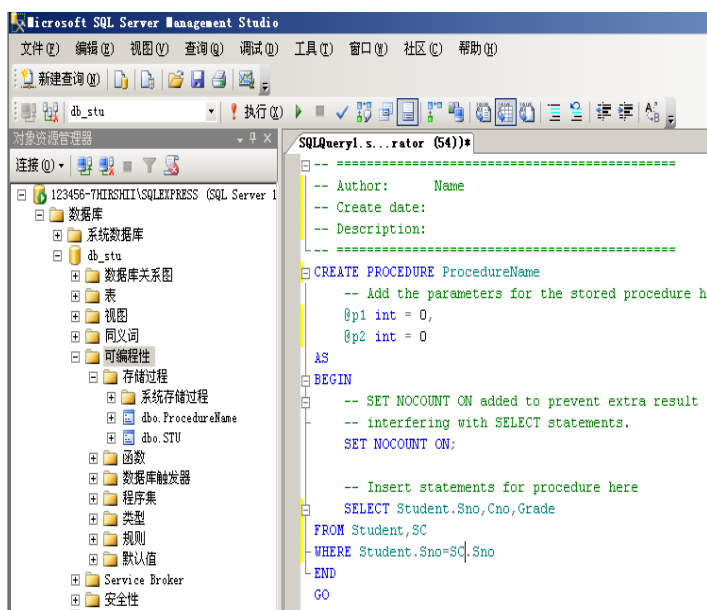 Microsoft SQL Server Management Studio
文件(F) 编辑(E) 视图(V) 查询(Q) 调试(D) 工具(T) 窗口(W) 社区(C) 帮助(H)
新建查询(N)
db_stu 执行(X)
对象资源管理器
连接(O)
123456-7HIRSHII\SQLEXPRESS (SQL Server 1
数据库
系统数据库
db_stu
数据库关系图
表
视图
同义词
可编程性
存储过程
系统存储过程
dbo.ProcedureName
dbo.STU
函数
数据库触发器
程序集
类型
规则
默认值
Service Broker
安全性
SQLQuery1.s...rator (54))*
-- =============================================
-- Author: Name
-- Create date:
-- Description:
-- =============================================
CREATE PROCEDURE ProcedureName
-- Add the parameters for the stored procedure h
@p1 int = 0,
@p2 int = 0
AS
BEGIN
-- SET NOCOUNT ON added to prevent extra result
-- interfering with SELECT statements.
SET NOCOUNT ON;
-- Insert statements for procedure here
SELECT Student.Sno,Cno,Grade
FROM Student,SC
WHERE Student.Sno=SC.Sno
END
GO